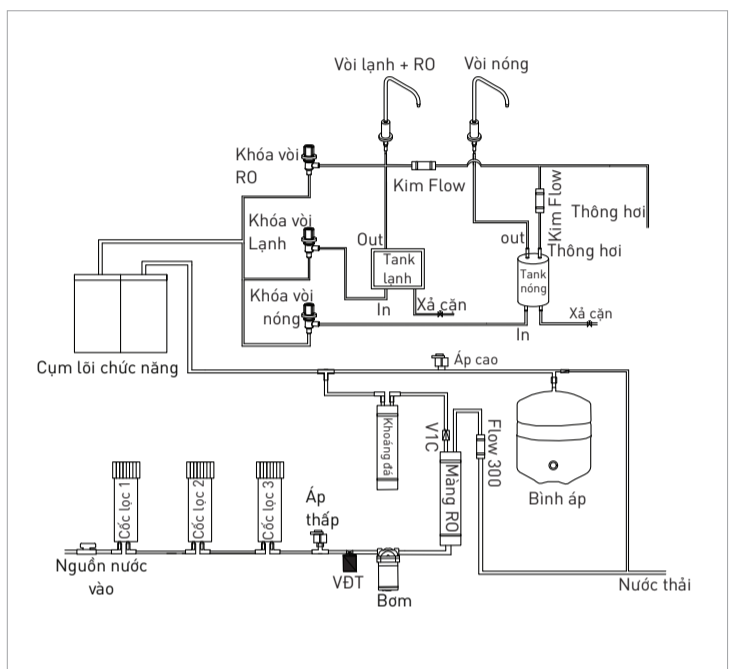 Vòi lạnh + RO
Vòi nóng
Khóa vòi
RO
Kim Flow
Kim Flow
Thông hơi
Khóa vòi
Lạnh
Out
out
Thông hơi
Tank
lạnh
Tank
nóng
Khóa vòi
nóng
In
Xả cặn
Xả cặn
In
Cụm lõi chức năng
Áp cao
Khoáng đá
V1C
Màng RO
Flow 300
Bình áp
Cốc lọc 1
Cốc lọc 2
Cốc lọc 3
Áp
thấp
Nguồn nước
vào
VĐT
Bơm
Nước thải